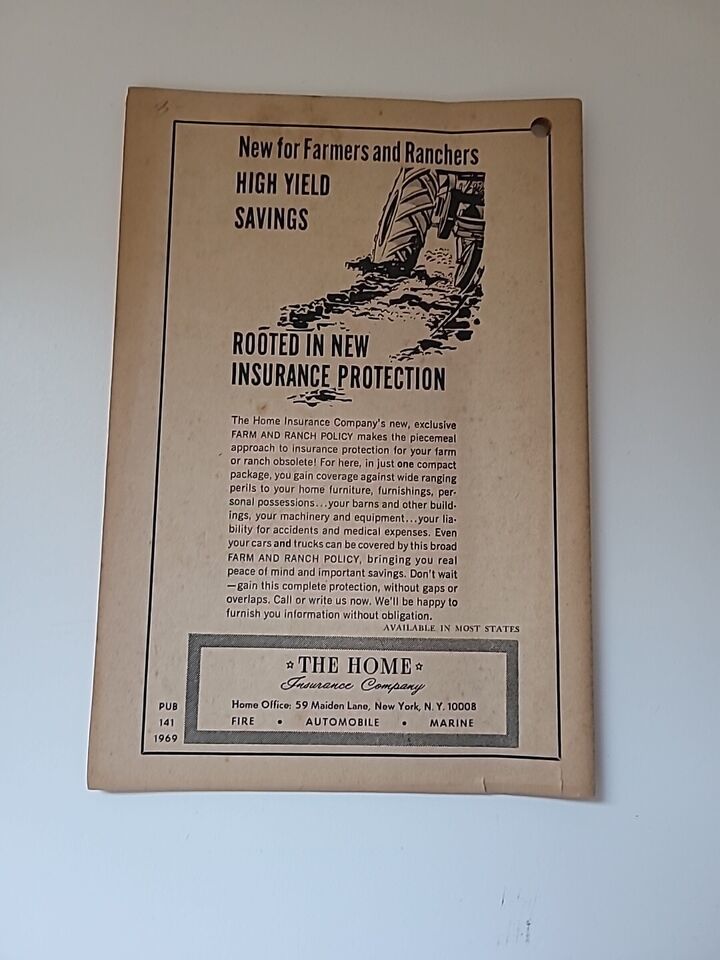 New for Farmers and Ranchers
HIGH YIELD
SAVINGS
ROOTED IN NEW
INSURANCE PROTECTION
The Home Insurance Company's new, exclusive
FARM AND RANCH POLICY makes the piecemeal
approach to insurance protection for your farm
or ranch obsolete! For here, in just one compact
package, you gain coverage against wide ranging
perils to your home furniture, furnishings, per-
sonal possessions...your barns and other build-
ings, your machinery and equipment...your lia-
bility for accidents and medical expenses. Even
your cars and trucks can be covered by this broad
FARM AND RANCH POLICY, bringing you real
peace of mind and important savings. Don't wait
—gain this complete protection, without gaps or
overlaps. Call or write us now. We'll be happy to
furnish you information without obligation.
AVAILABLE IN MOST STATES
☆THE HOME☆
Insurance Company
Home Office: 59 Maiden Lane, New York, N. Y. 10008
FIRE • AUTOMOBILE • MARINE
PUB
141
1969